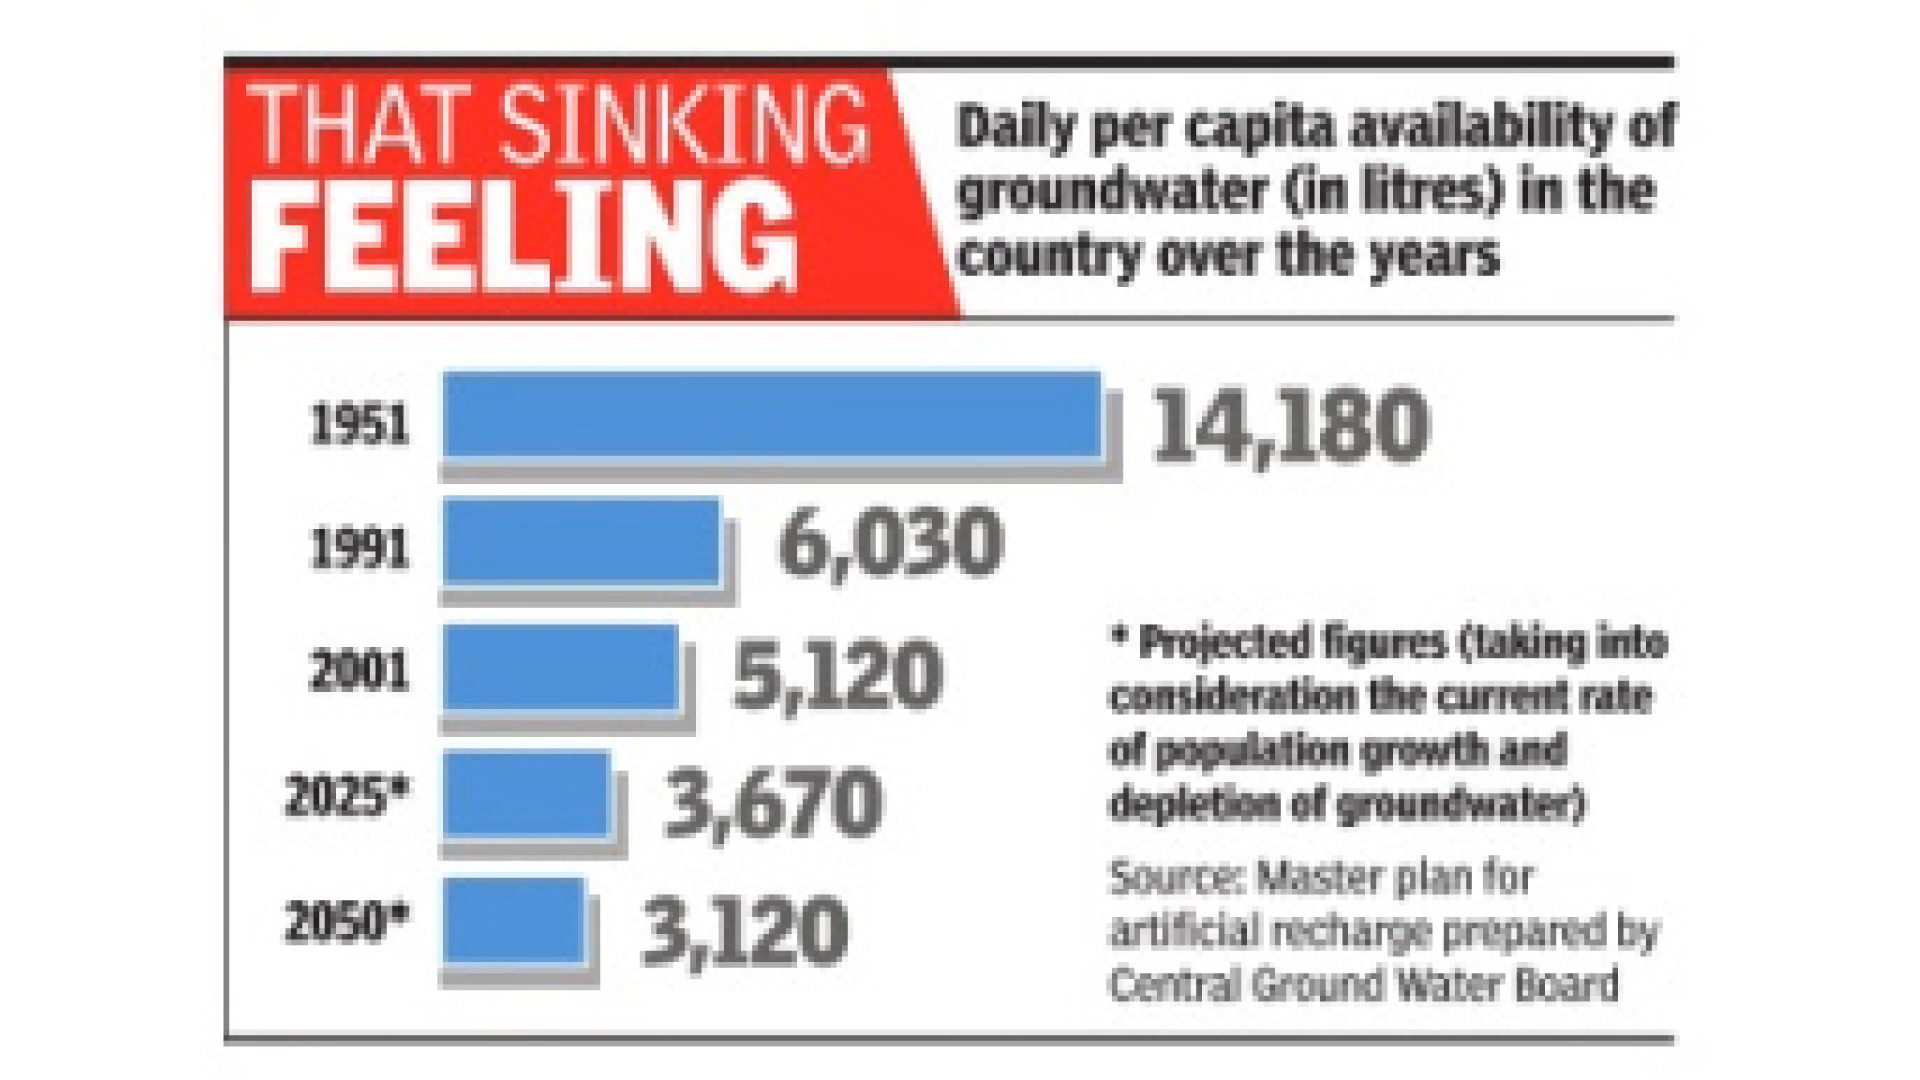 THAT SINKING
FEELING
Daily per capita availability of
groundwater (in litres) in the
country over the years
1951 14,180
1991 6,030
2001 5,120
2025* 3,670
2050* 3,120
* Projected figures (taking into
consideration the current rate
of population growth and
depletion of groundwater)
Source: Master plan for
artificial recharge prepared by
Central Ground Water Board